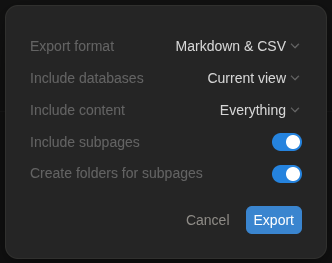 Export format Markdown & CSV
Include databases Current view
Include content Everything
Include subpages
Create folders for subpages
Cancel Export